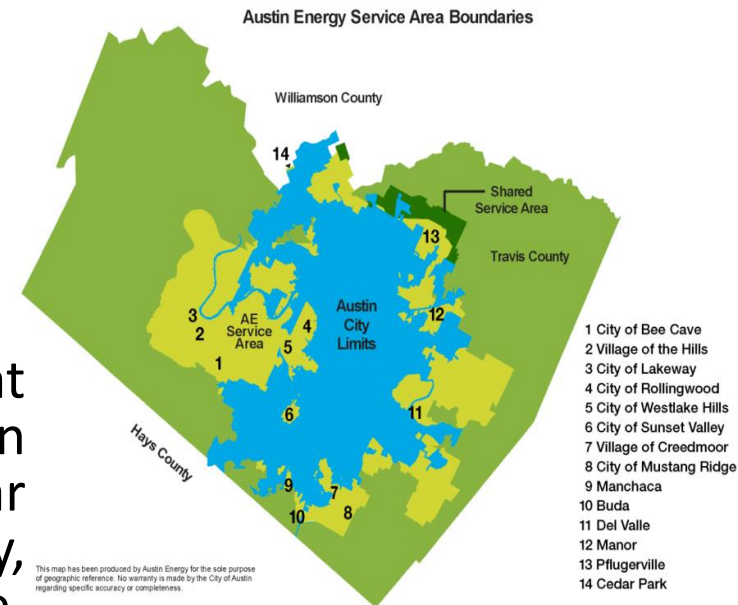 Austin Energy Service Area Boundaries
Williamson County
14
Shared
Service Area
13
Travis County
3
2
1
AE
Service
Area
4
5
Austin
City
Limits
12
6
11
Hays County
9
7
10
8
1 City of Bee Cave
2 Village of the Hills
3 City of Lakeway
4 City of Rollingwood
5 City of Westlake Hills
6 City of Sunset Valley
7 Village of Creedmoor
8 City of Mustang Ridge
9 Manchaca
10 Buda
11 Del Valle
12 Manor
13 Pflugerville
14 Cedar Park
This map has been produced by Austin Energy for the sole purpose
of geographic reference. No warranty is made by the City of Austin
regarding specific accuracy or completeness.